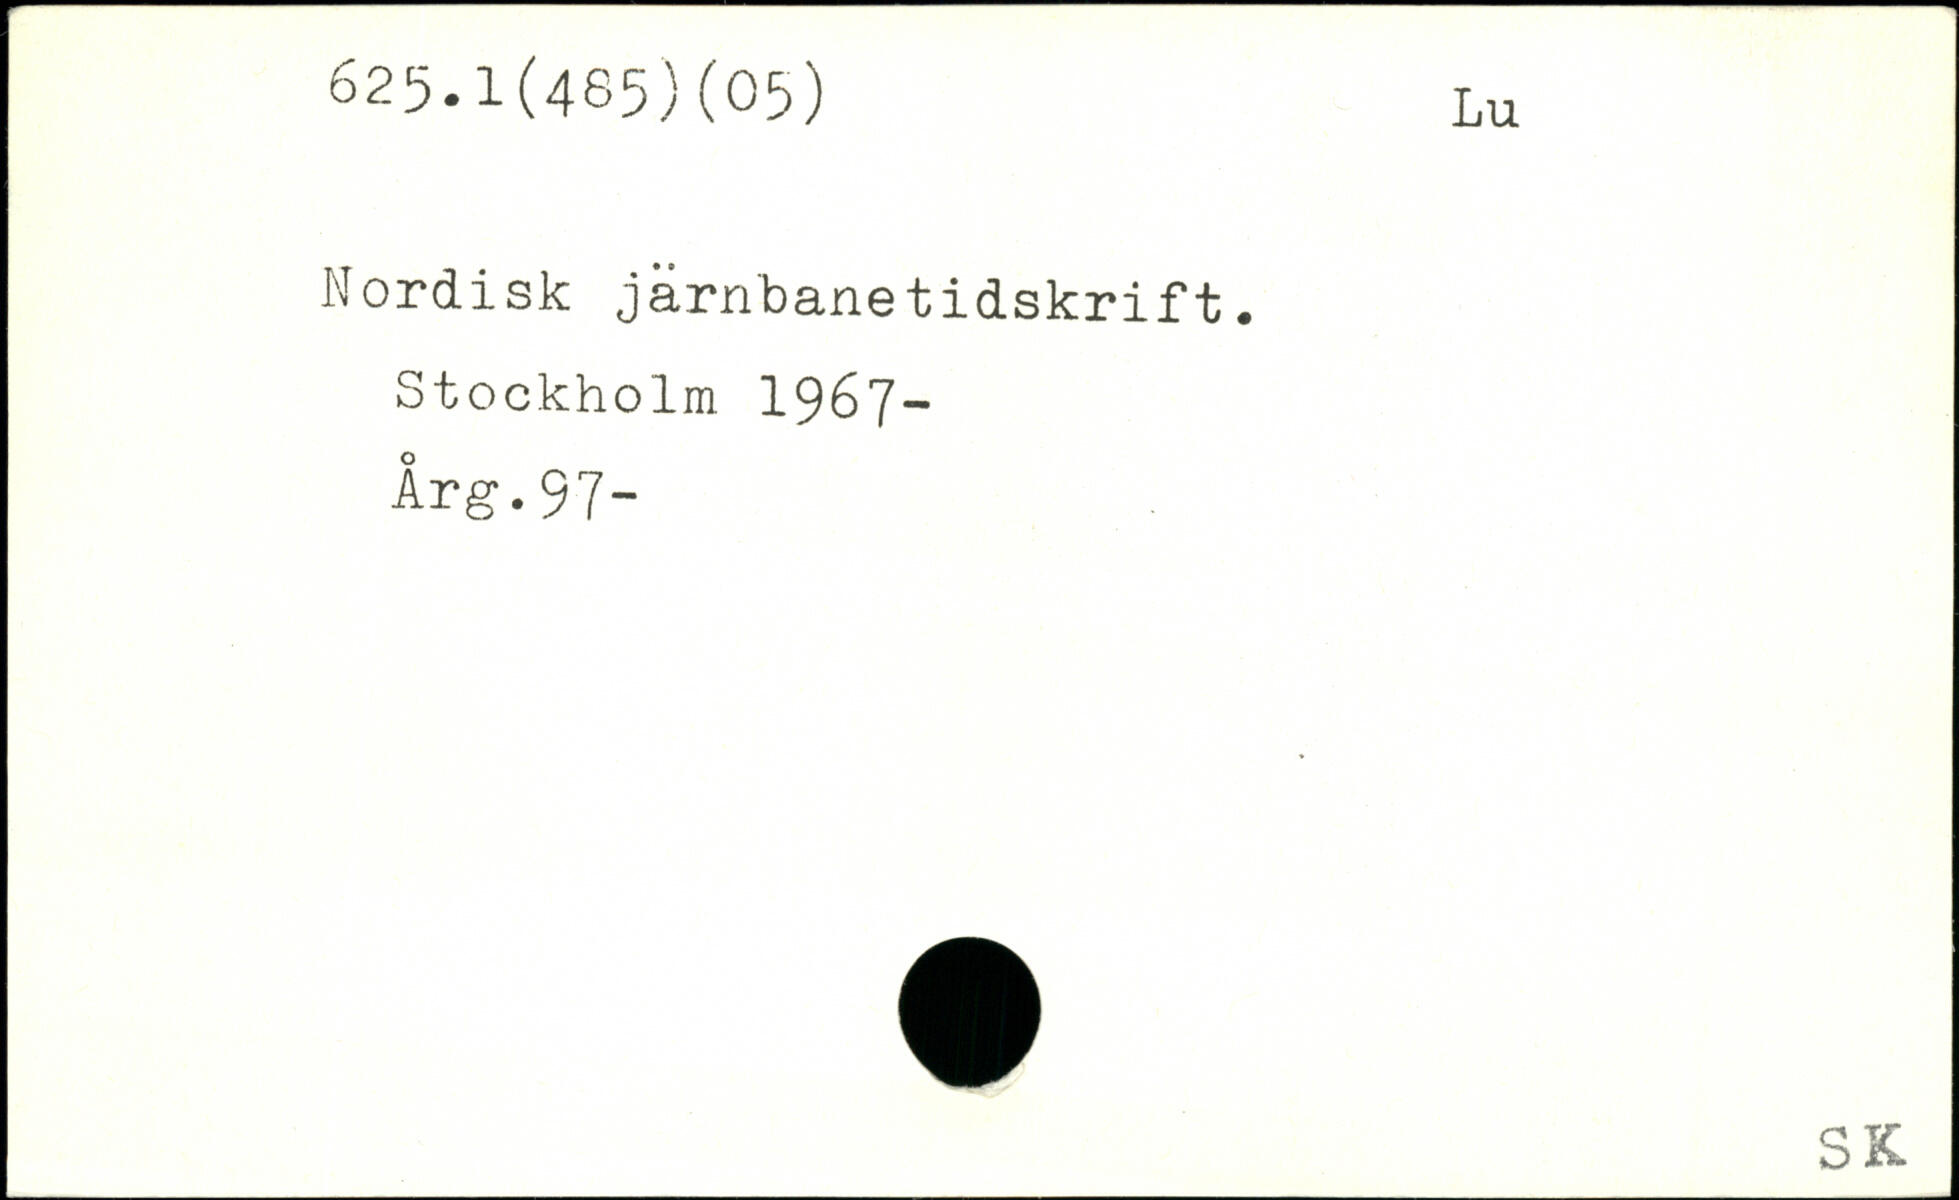 625.1(485)(05) Lu
Nordisk järnbanetidskrift.
Stockholm 1967-
Årg.97-
SK